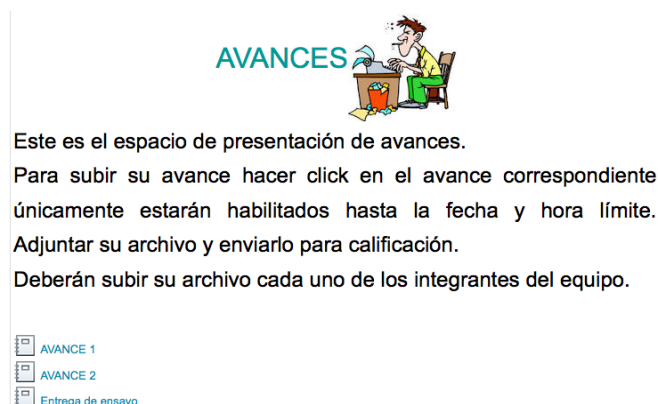 AVANCES
Este es el espacio de presentación de avances.
Para subir su avance hacer click en el avance correspondiente
únicamente estarán habilitados hasta la fecha y hora límite.
Adjuntar su archivo y enviarlo para calificación.
Deberán subir su archivo cada uno de los integrantes del equipo.
AVANCE 1
AVANCE 2
Entrega de ensayo